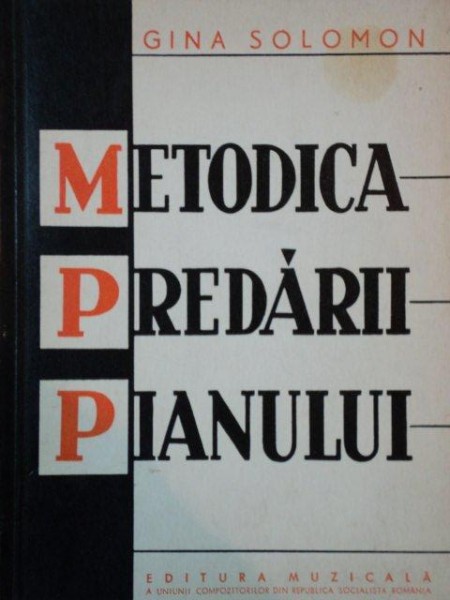 GINA SOLOMON
METODICA
PREDĂRII
PIANULUI
EDITURA MUZICALĂ
A UNIUNII COMPOZITORILOR DIN REPUBLICA SOCIALISTĂ ROMÂNIA